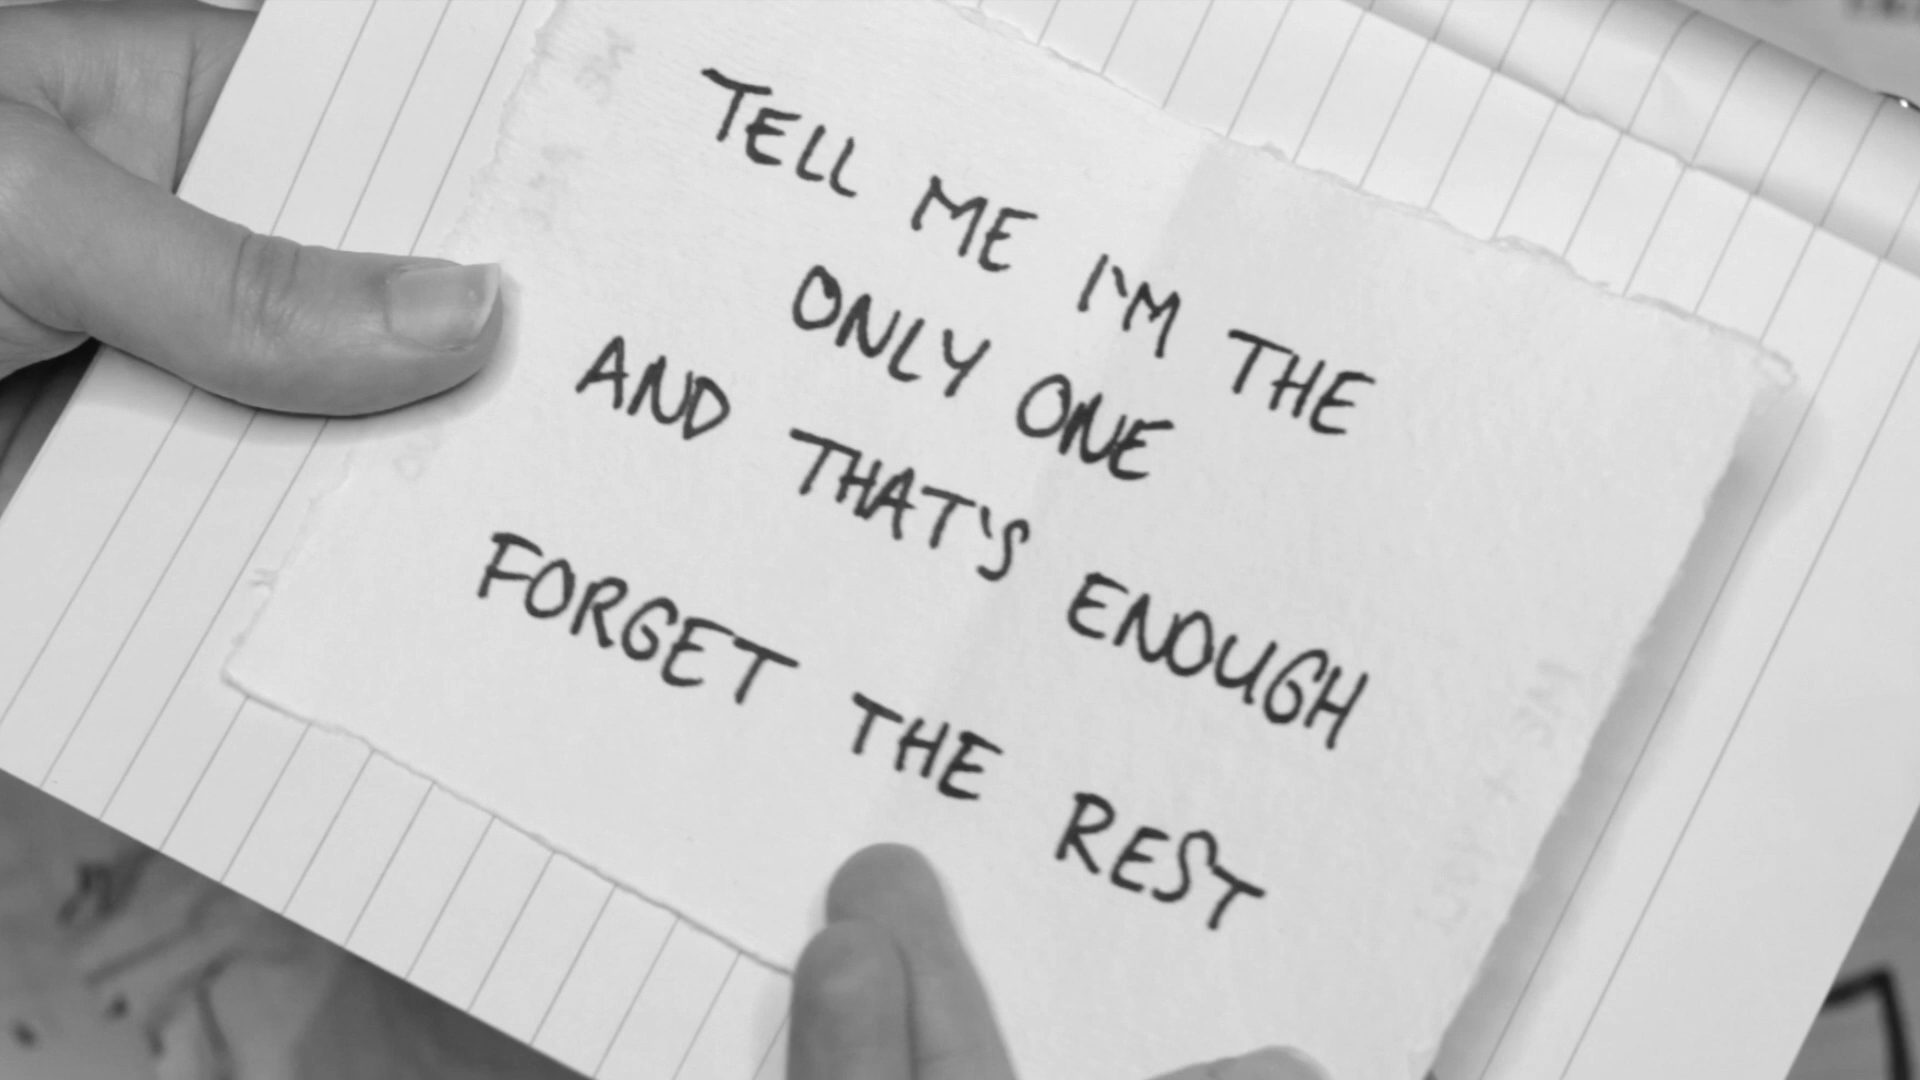 TELL ME I'M THE
ONLY ONE
AND THAT'S ENOUGH
FORGET THE REST